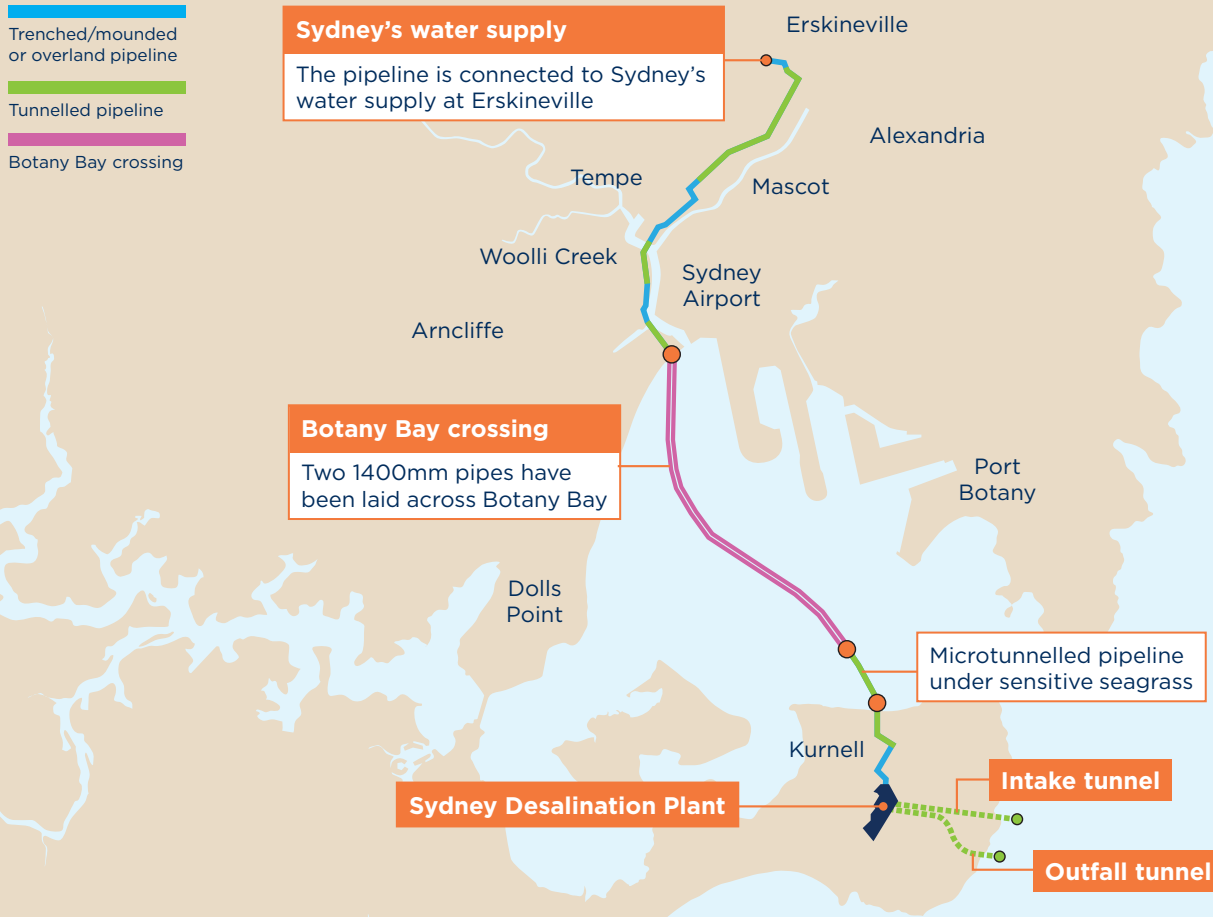 Trenched/mounded
or overland pipeline
Tunnelled pipeline
Botany Bay crossing
Sydney’s water supply
The pipeline is connected to Sydney’s
water supply at Erskineville
Erskineville
Alexandria
Tempe
Mascot
Woolli Creek
Sydney
Airport
Arncliffe
Botany Bay crossing
Two 1400mm pipes have
been laid across Botany Bay
Port
Botany
Dolls
Point
Microtunnelled pipeline
under sensitive seagrass
Kurnell
Sydney Desalination Plant
Intake tunnel
Outfall tunnel